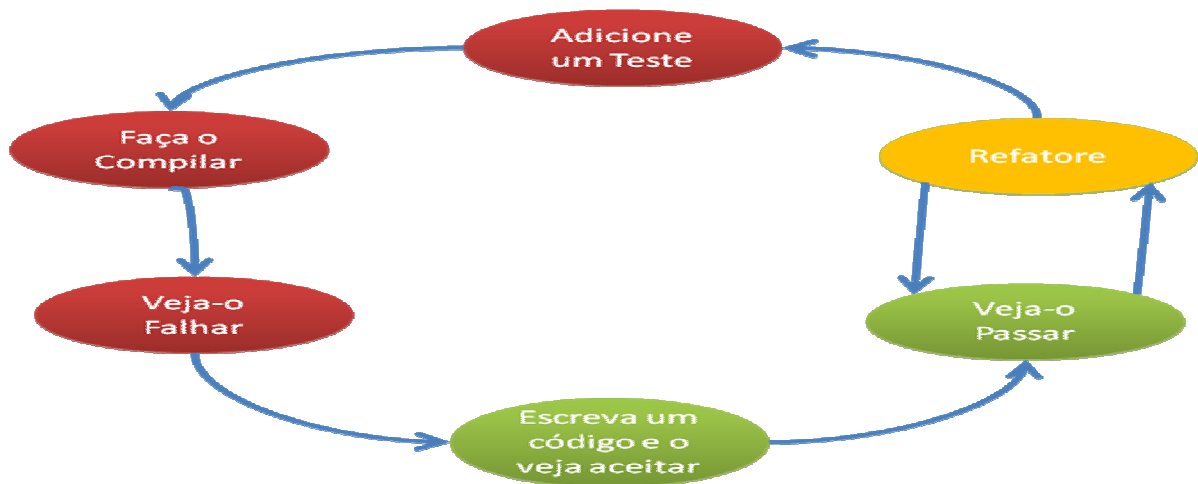 Adicione
um Teste
Faça o
Compilar
Veja-o
Falhar
Escreva um
código e o
veja aceitar
Veja-o
Passar
Refatore